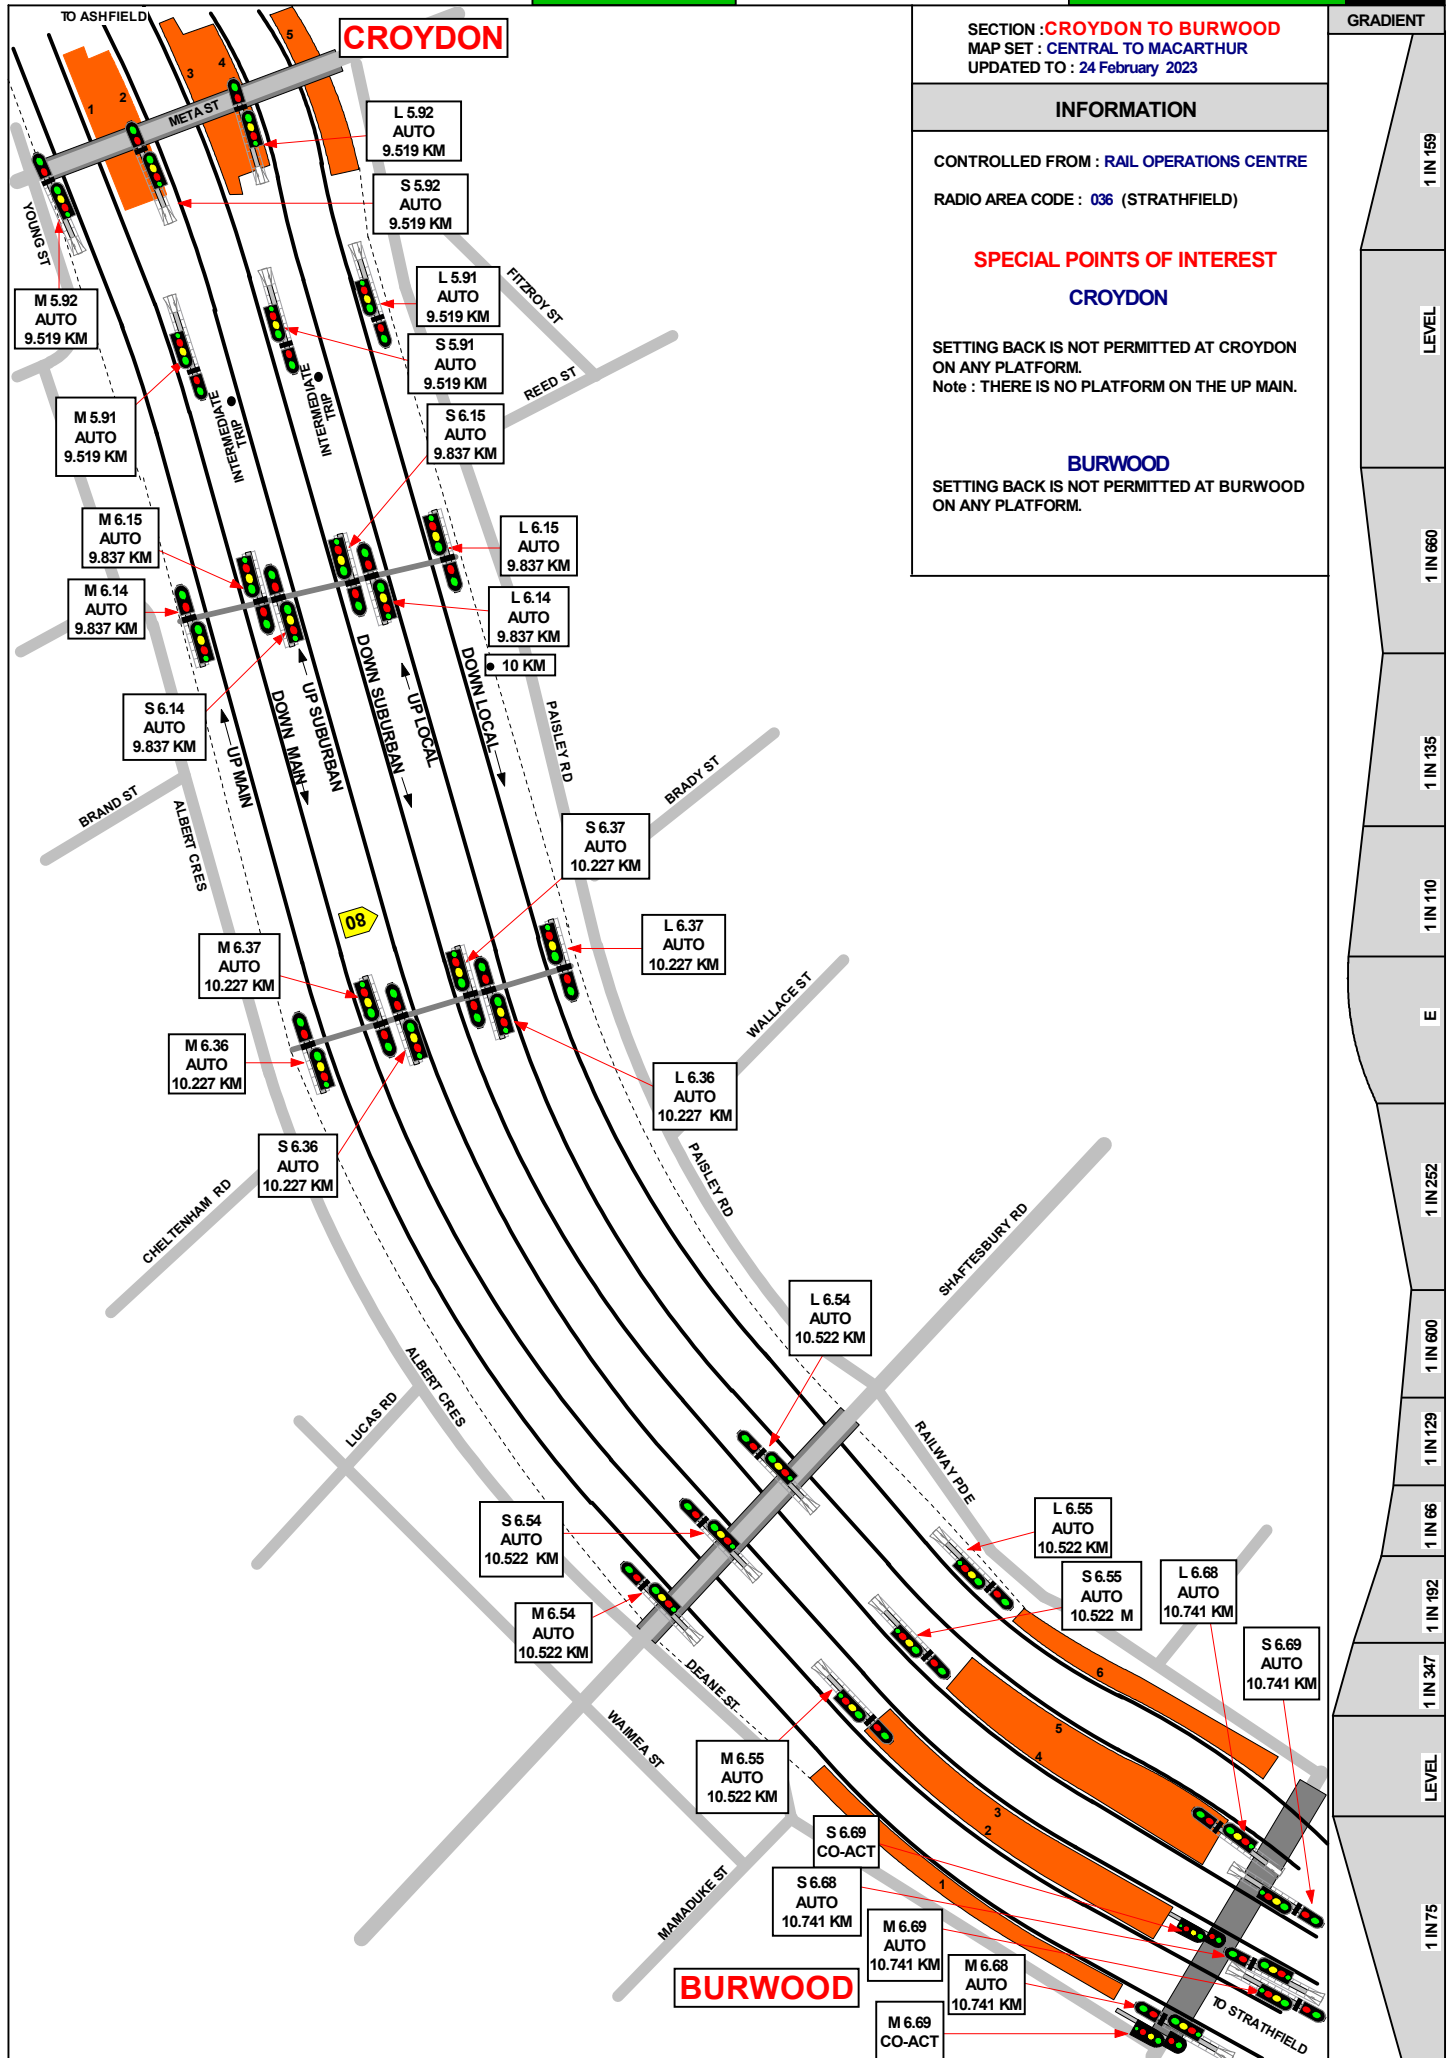 TO ASHFIELD
CROYDON
5
4
3
2
1
META ST
YOUNG ST
L 5.92
AUTO
9.519 KM
S 5.92
AUTO
9.519 KM
M 5.92
AUTO
9.519 KM
L 5.91
AUTO
9.519 KM
S 5.91
AUTO
9.519 KM
M 5.91
AUTO
9.519 KM
FITZROY ST
REED ST
INTERMEDIATE
TRIP
INTERMEDIATE
TRIP
S 6.15
AUTO
9.837 KM
M 6.15
AUTO
9.837 KM
L 6.15
AUTO
9.837 KM
M 6.14
AUTO
9.837 KM
L 6.14
AUTO
9.837 KM
10 KM
S 6.14
AUTO
9.837 KM
UP MAIN
DOWN MAIN
UP SUBURBAN
DOWN SUBURBAN
UP LOCAL
DOWN LOCAL
PAISLEY RD
BRADY ST
BRAND ST
ALBERT CRES
80
S 6.37
AUTO
10.227 KM
M 6.37
AUTO
10.227 KM
L 6.37
AUTO
10.227 KM
M 6.36
AUTO
10.227 KM
L 6.36
AUTO
10.227 KM
S 6.36
AUTO
10.227 KM
WALLACE ST
CHELTENHAM RD
PAISLEY RD
SHAFTESBURY RD
L 6.54
AUTO
10.522 KM
ALBERT CRES
LUCAS RD
RAILWAY PDE
S 6.54
AUTO
10.522 KM
L 6.55
AUTO
10.522 KM
S 6.55
AUTO
10.522 M
L 6.68
AUTO
10.741 KM
M 6.54
AUTO
10.522 KM
S 6.69
AUTO
10.741 KM
DEANE ST
WAIMEA ST
M 6.55
AUTO
10.522 KM
6
5
4
3
2
1
S 6.69
CO-ACT
S 6.68
AUTO
10.741 KM
MAMADUKE ST
M 6.69
AUTO
10.741 KM
M 6.68
AUTO
10.741 KM
BURWOOD
M 6.69
CO-ACT
TO STRATHFIELD
SECTION : CROYDON TO BURWOOD
MAP SET : CENTRAL TO MACARTHUR
UPDATED TO : 24 February 2023
INFORMATION
CONTROLLED FROM : RAIL OPERATIONS CENTRE
RADIO AREA CODE : 036 (STRATHFIELD)
SPECIAL POINTS OF INTEREST
CROYDON
SETTING BACK IS NOT PERMITTED AT CROYDON
ON ANY PLATFORM.
Note : THERE IS NO PLATFORM ON THE UP MAIN.
BURWOOD
SETTING BACK IS NOT PERMITTED AT BURWOOD
ON ANY PLATFORM.
GRADIENT
1 IN 159
LEVEL
1 IN 660
1 IN 135
1 IN 110
E
1 IN 252
1 IN 600
1 IN 129
1 IN 66
1 IN 192
1 IN 347
LEVEL
1 IN 75